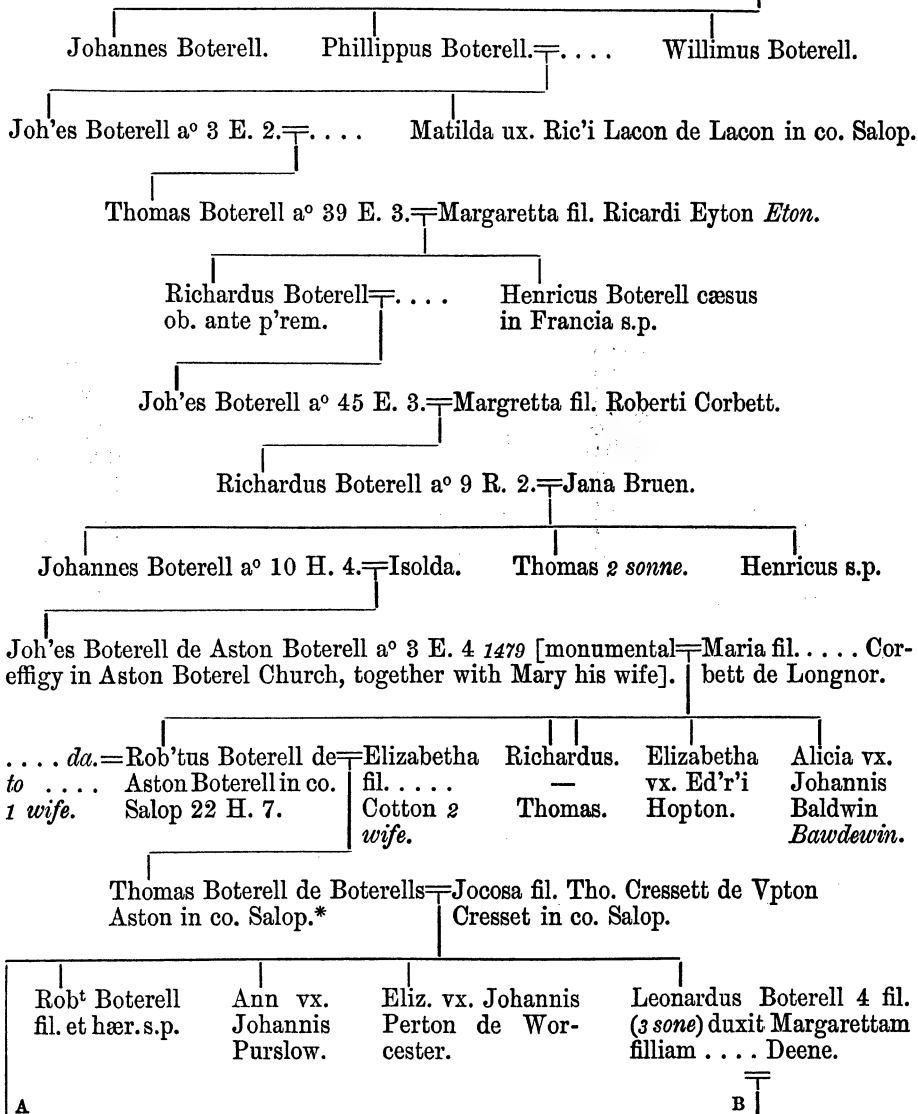 Johannes Boterell. Phillippus Boterell.=. . . . Willimus Boterell.
Joh'es Boterell aº 3 E. 2.=. . . . Matilda ux. Ric'i Lacon de Lacon in co. Salop.
Thomas Boterell aº 39 E. 3.=Margaretta fil. Ricardi Eyton Eton.
Richardus Boterell=. . . . Henricus Boterell cæsus
ob. ante p'rem. in Francia s.p.
Joh'es Boterell aº 45 E. 3.=Margretta fil. Roberti Corbett.
Richardus Boterell aº 9 R. 2.=Jana Bruen.
Johannes Boterell aº 10 H. 4.=Isolda. Thomas 2 sonne. Henricus s.p.
Joh'es Boterell de Aston Boterell aº 3 E. 4 1479 [monumental=Maria fil. . . . . Cor-
effigy in Aston Boterel Church, together with Mary his wife]. bett de Longnor.
. . . . da.=Rob'tus Boterell de=Elizabetha Richardus. Elizabetha Alicia vx.
to . . . . Aston Boterell in co. fil. . . . . — vx. Ed'r'i Johannis
1 wife. Salop 22 H. 7. Cotton 2 Thomas. Hopton. Baldwin
wife. Bawdewin.
Thomas Boterell de Boterells=Jocosa fil. Tho. Cressett de Vpton
Aston in co. Salop.* Cresset in co. Salop.
Robᵗ Boterell Ann vx. Eliz. vx. Johannis Leonardus Boterell 4 fil.
fil. et hær. s.p. Johannis Perton de Wor- (3 sone) duxit Margarettam
Purslow. cester. filliam . . . . Deene.
A B